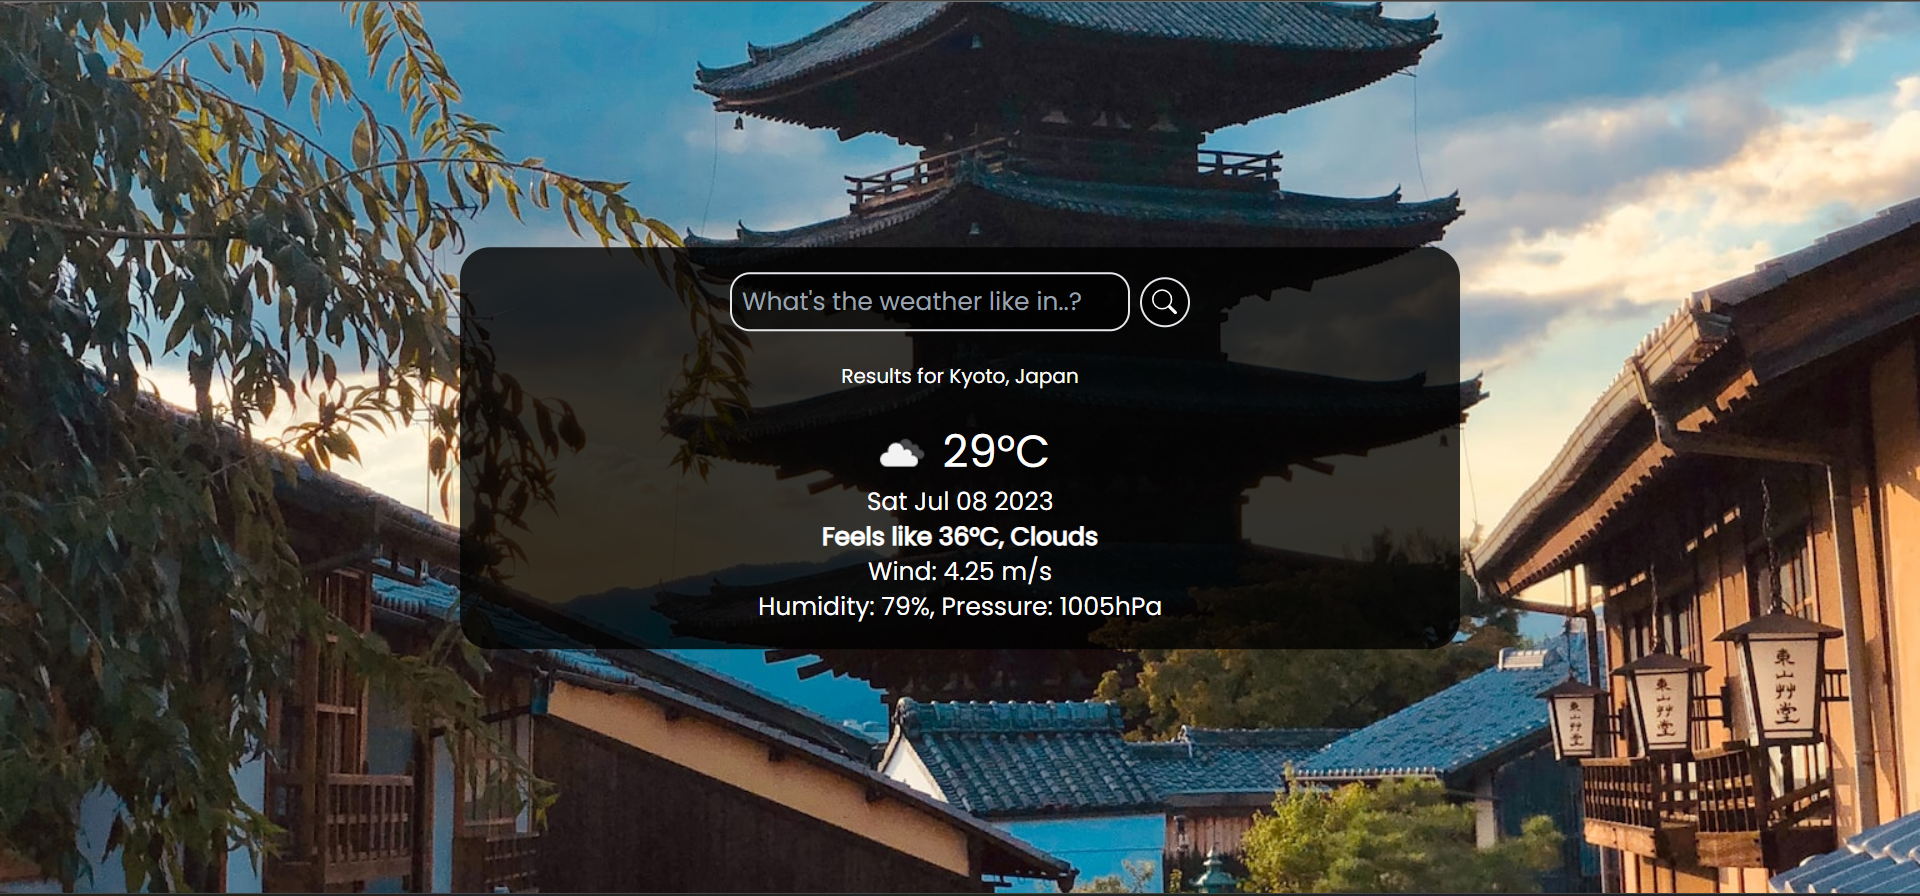 What's the weather like in..?
Results for Kyoto, Japan
29°C
Sat Jul 08 2023
Feels like 36°C, Clouds
Wind: 4.25 m/s
Humidity: 79%, Pressure: 1005hPa
東山艸堂
東山艸堂
東山艸堂